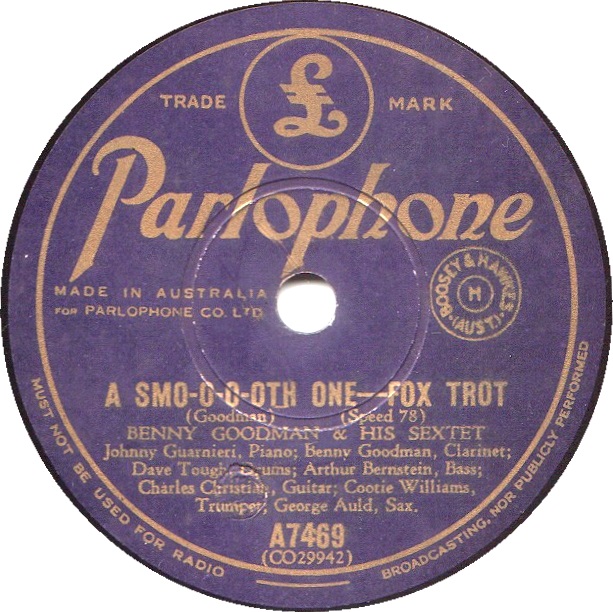 £
TRADE MARK
Parlophone
MADE IN AUSTRALIA
FOR PARLOPHONE CO. LTD.
BOOSEY & HAWKES
H
(AUST.)
A SMO-O-O-OTH ONE—FOX TROT
(Goodman) (Speed 78)
BENNY GOODMAN & HIS SEXTET
Johnny Guarnieri, Piano; Benny Goodman, Clarinet;
Dave Tough, Drums; Arthur Bernstein, Bass;
Charles Christian, Guitar; Cootie Williams,
Trumpet; George Auld, Sax.
A7469
(CO29942)
MUST NOT BE USED FOR RADIO BROADCASTING, NOR PUBLICLY PERFORMED